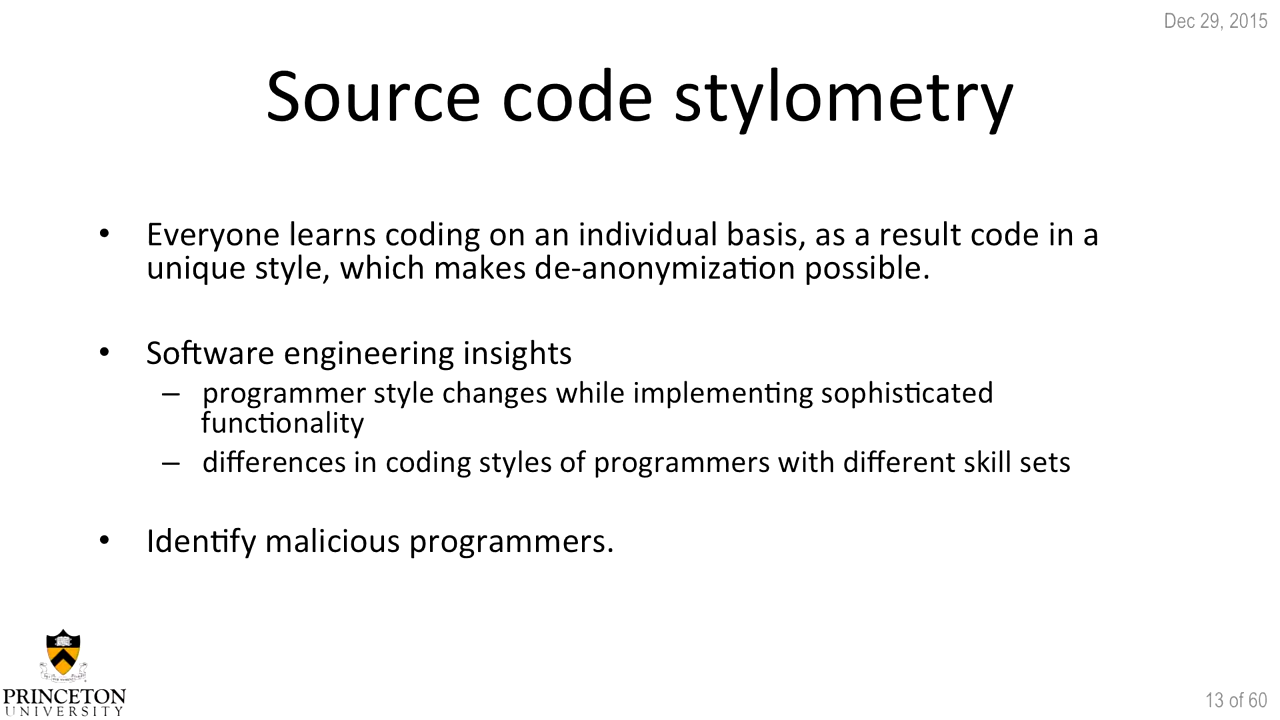 Dec 29, 2015
Source code stylometry
• Everyone learns coding on an individual basis, as a result code in a
unique style, which makes de-anonymization possible.
• Software engineering insights
– programmer style changes while implementing sophisticated
functionality
– differences in coding styles of programmers with different skill sets
• Identify malicious programmers.
PRINCETON
UNIVERSITY
13 of 60